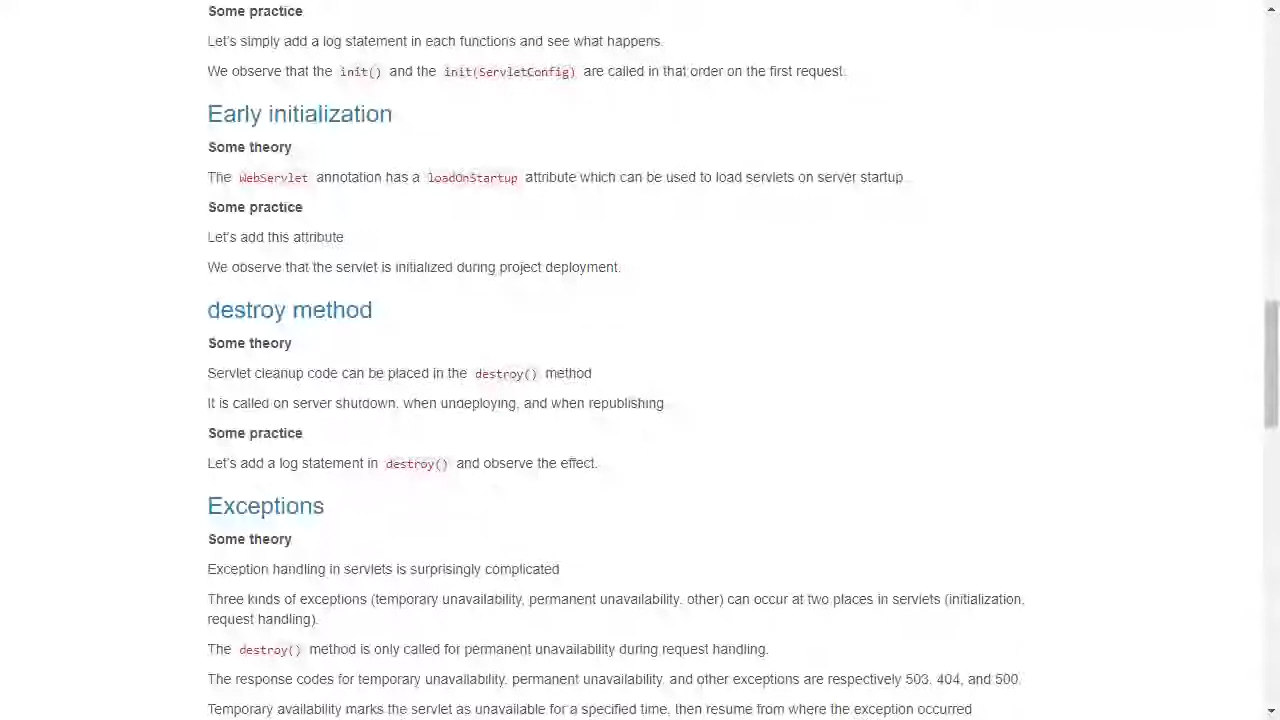 Some practice
Let's simply add a log statement in each functions and see what happens.
We observe that the init() and the init(ServletConfig) are called in that order on the first request.
Early initialization
Some theory
The WebServlet annotation has a loadOnStartup attribute which can be used to load servlets on server startup.
Some practice
Let's add this attribute
We observe that the servlet is initialized during project deployment.
destroy method
Some theory
Servlet cleanup code can be placed in the destroy() method
It is called on server shutdown, when undeploying, and when republishing
Some practice
Let's add a log statement in destroy() and observe the effect.
Exceptions
Some theory
Exception handling in servlets is surprisingly complicated
Three kinds of exceptions (temporary unavailability, permanent unavailability, other) can occur at two places in servlets (initialization,
request handling).
The destroy() method is only called for permanent unavailability during request handling.
The response codes for temporary unavailability, permanent unavailability, and other exceptions are respectively 503, 404, and 500.
Temporary availability marks the servlet as unavailable for a specified time, then resume from where the exception occurred